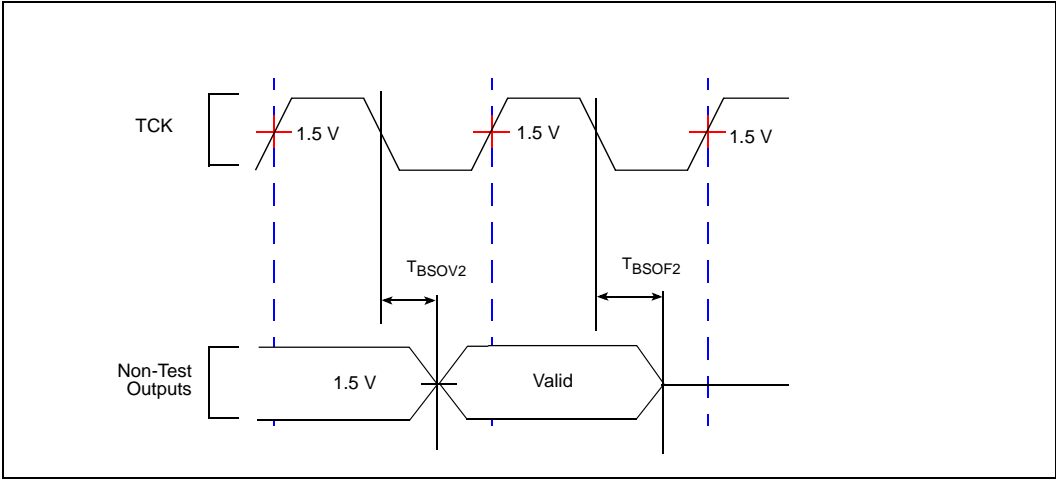 TCK
1.5 V
1.5 V
1.5 V
TBSOV2
TBSOF2
Non-Test
Outputs
1.5 V
Valid